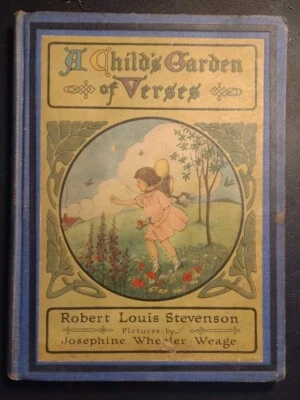 A Child's Garden
of Verses
Robert Louis Stevenson
Pictures by
Josephine Wheeler Weage